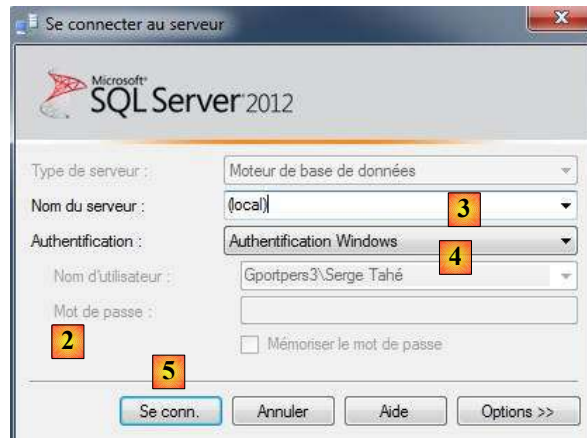 Se connecter au serveur
Microsoft®
SQL Server 2012
Type de serveur : Moteur de base de données
Nom du serveur : (local) 3
Authentification : Authentification Windows
4
Nom d'utilisateur : Gportpers3\Serge Tahé
Mot de passe :
2
Mémoriser le mot de passe
5
Se conn. Annuler Aide Options >>